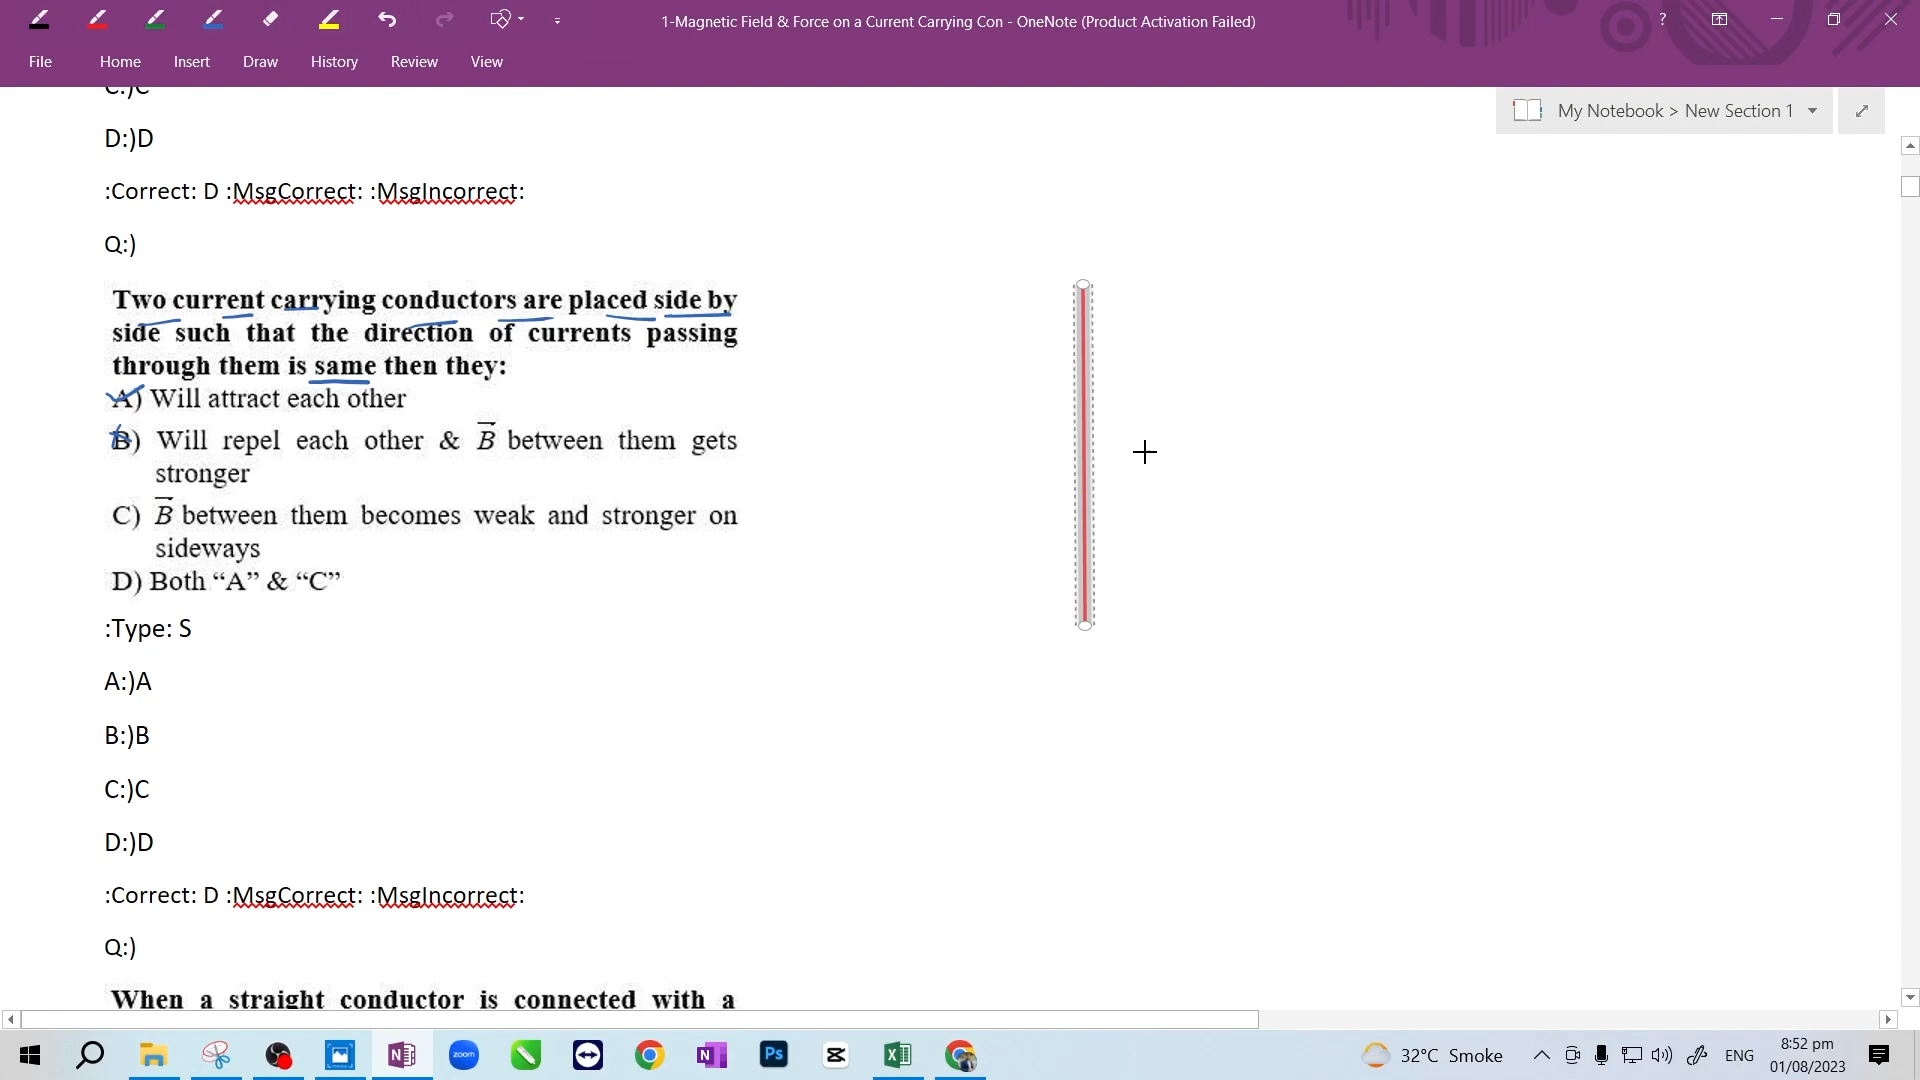 1-Magnetic Field & Force on a Current Carrying Con - OneNote (Product Activation Failed)
?
File Home Insert Draw History Review View
My Notebook > New Section 1
C:)C
D:)D
:Correct: D :MsgCorrect: :MsgIncorrect:
Q:)
Two current carrying conductors are placed side by
side such that the direction of currents passing
through them is same then they:
A) Will attract each other
B) Will repel each other & B⃗ between them gets
stronger
C) B⃗ between them becomes weak and stronger on
sideways
D) Both “A” & “C”
:Type: S
A:)A
B:)B
C:)C
D:)D
:Correct: D :MsgCorrect: :MsgIncorrect:
Q:)
When a straight conductor is connected with a
zoom
N
N
Ps
X
32°C Smoke
ENG
8:52 pm
01/08/2023